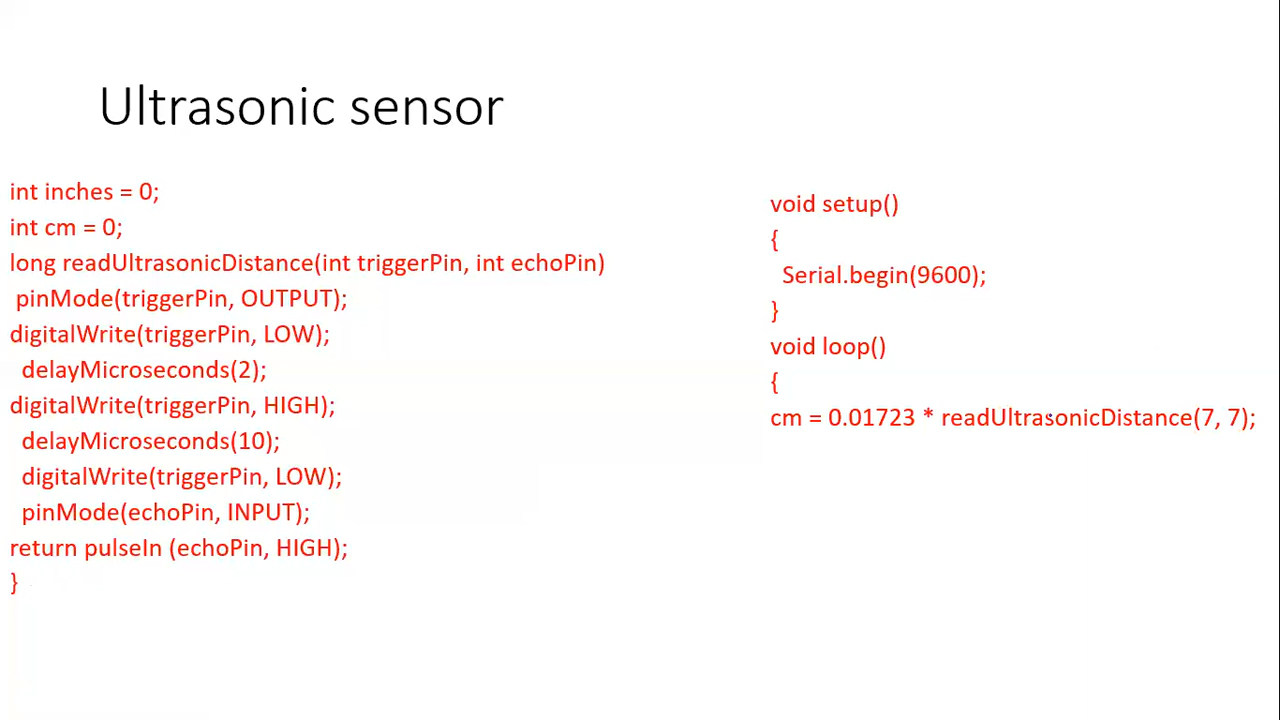 Ultrasonic sensor
int inches = 0;
int cm = 0;
long readUltrasonicDistance(int triggerPin, int echoPin)
pinMode(triggerPin, OUTPUT);
digitalWrite(triggerPin, LOW);
delayMicroseconds(2);
digitalWrite(triggerPin, HIGH);
delayMicroseconds(10);
digitalWrite(triggerPin, LOW);
pinMode(echoPin, INPUT);
return pulseIn (echoPin, HIGH);
}
void setup()
{
Serial.begin(9600);
}
void loop()
{
cm = 0.01723 * readUltrasonicDistance(7, 7);